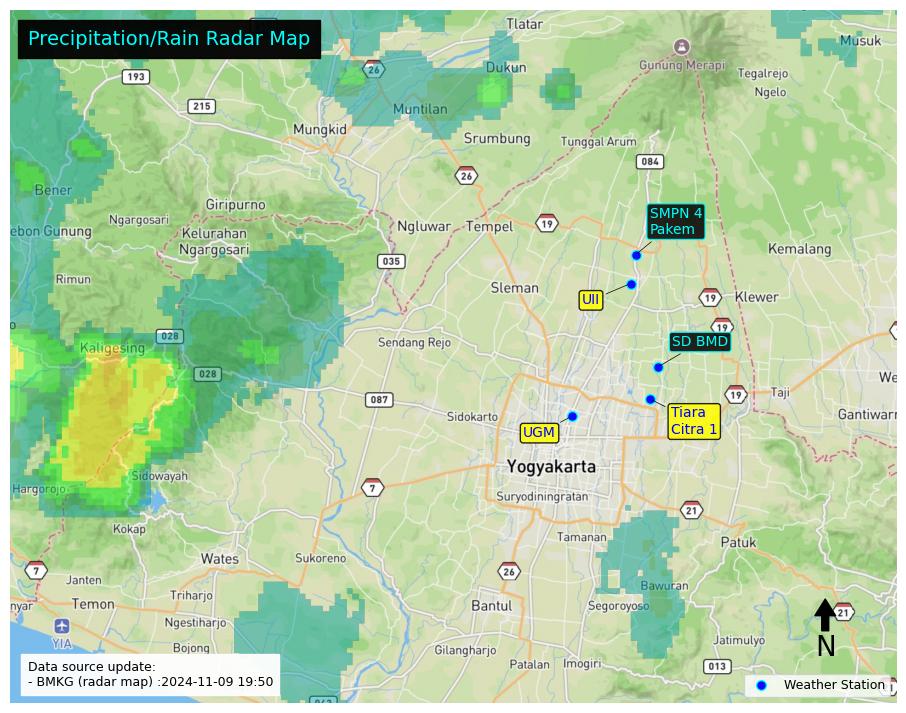 Precipitation/Rain Radar Map
Tlatar
Musuk
26
Dukun
Gunung Merapi
193
Tegalrejo
Ngelo
215
Muntilan
Mungkid
Srumbung
Tunggal Arum
084
26
Bener
Giripurno
SMPN 4
Pakem
Ngargosari
Ngluwar
Tempel
19
ebon Gunung
Kelurahan
Ngargosari
Kemalang
035
Rimun
Sleman
UII
19
Klewer
19
028
Sendang Rejo
SD BMD
Kaligesing
028
087
19
Taji
We
Sidokarto
Tiara
Citra 1
Gantiwarn
UGM
Yogyakarta
Sidowayah
Hargorojo
7
Suryodiningratan
21
Kokap
Tamanan
Patuk
Wates
Sukoreno
7
26
Janten
Bawuran
Triharjo
Temon
nyar
Bantul
Segoroyoso
21
Ngestiharjo
YIA
Jatimulyo
N
Bojong
Gilangharjo
Patalan
Imogiri
013
Data source update:
- BMKG (radar map) :2024-11-09 19:50
Weather Station